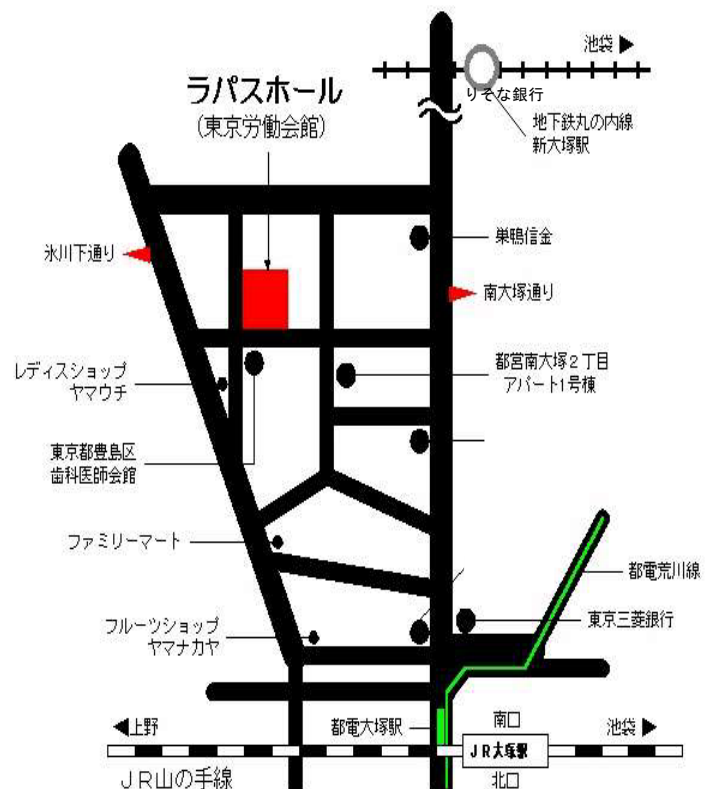 池袋▶
りそな銀行
地下鉄丸の内線
新大塚駅
ラパスホール
(東京労働会館)
巣鴨信金
氷川下通り
南大塚通り
レディスショップ
ヤマウチ
都営南大塚２丁目
アパート1号棟
東京都豊島区
歯科医師会館
ファミリーマート
都電荒川線
東京三菱銀行
フルーツショップ
ヤマナカヤ
◀上野
都電大塚駅
南口
池袋▶
ＪＲ大塚駅
ＪＲ山の手線
北口